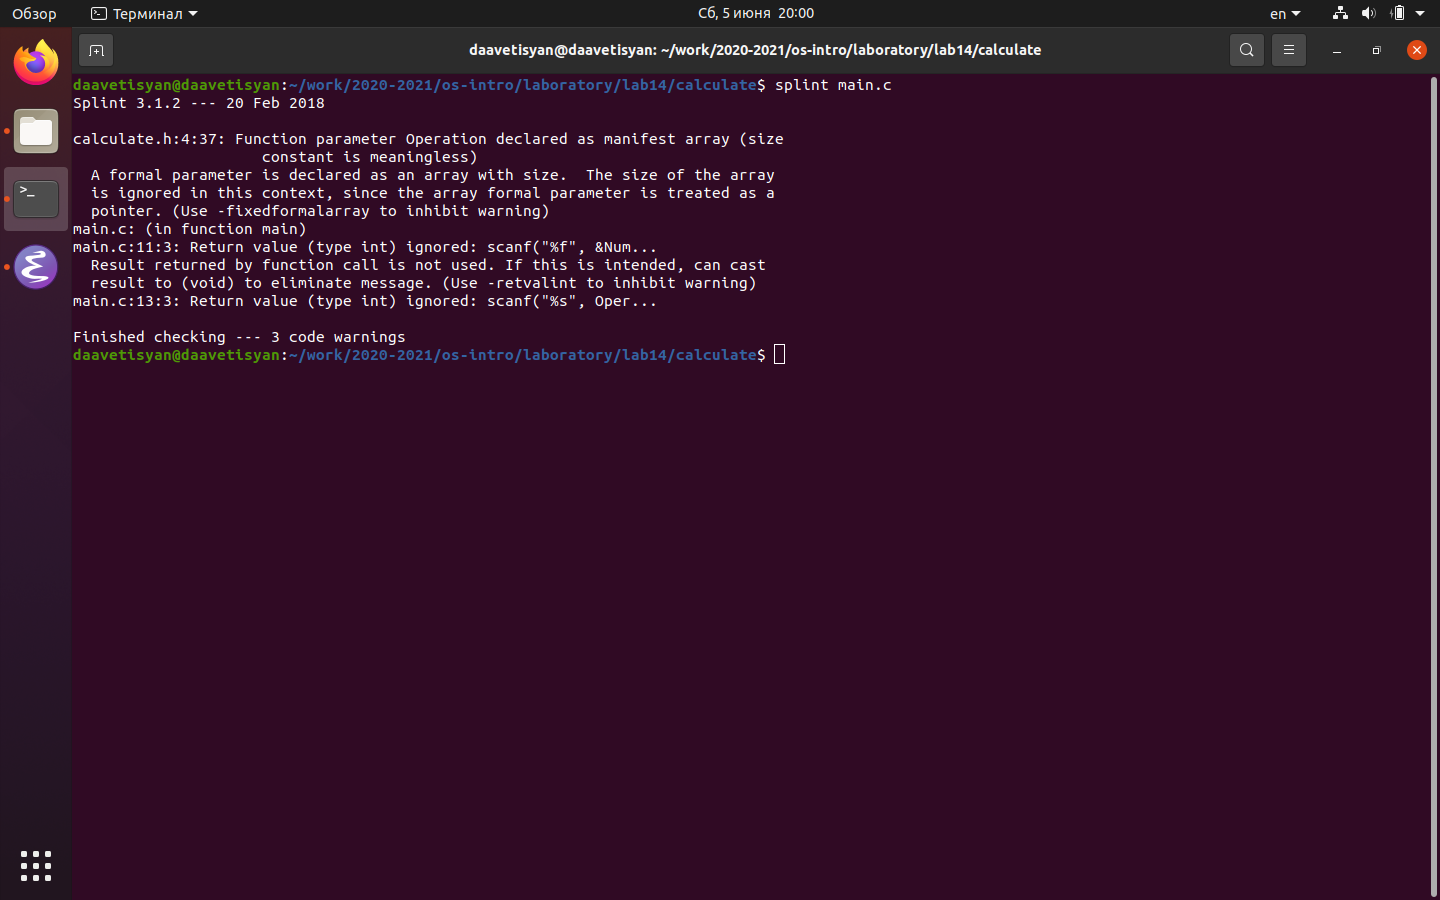 Обзор
Терминал
Сб, 5 июня 20:00
en
daavetisyan@daavetisyan: ~/work/2020-2021/os-intro/laboratory/lab14/calculate
daavetisyan@daavetisyan:~/work/2020-2021/os-intro/laboratory/lab14/calculate$ splint main.c
Splint 3.1.2 --- 20 Feb 2018
calculate.h:4:37: Function parameter Operation declared as manifest array (size
constant is meaningless)
A formal parameter is declared as an array with size.  The size of the array
is ignored in this context, since the array formal parameter is treated as a
pointer. (Use -fixedformalarray to inhibit warning)
main.c: (in function main)
main.c:11:3: Return value (type int) ignored: scanf("%f", &Num...
Result returned by function call is not used. If this is intended, can cast
result to (void) to eliminate message. (Use -retvalint to inhibit warning)
main.c:13:3: Return value (type int) ignored: scanf("%s", Oper...
Finished checking --- 3 code warnings
daavetisyan@daavetisyan:~/work/2020-2021/os-intro/laboratory/lab14/calculate$